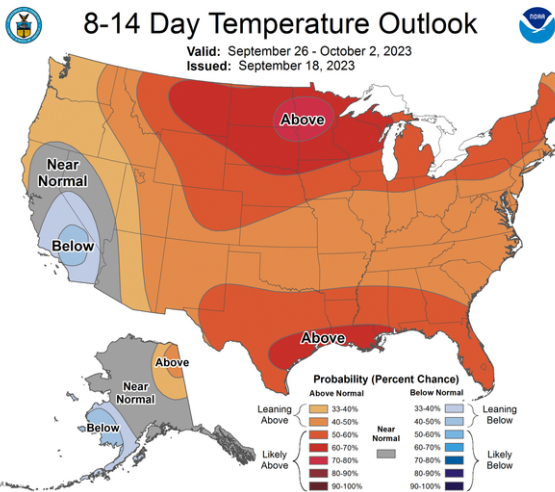 8-14 Day Temperature Outlook
NOAA
Valid: September 26 - October 2, 2023
Issued: September 18, 2023
Above
Near
Normal
Below
Above
Above
Near
Normal
Below
Probability (Percent Chance)
Above Normal
Below Normal
Leaning
Above
33-40%
40-50%
Likely
Above
50-60%
60-70%
70-80%
80-90%
90-100%
Near
Normal
33-40%
40-50%
Leaning
Below
50-60%
60-70%
70-80%
80-90%
90-100%
Likely
Below